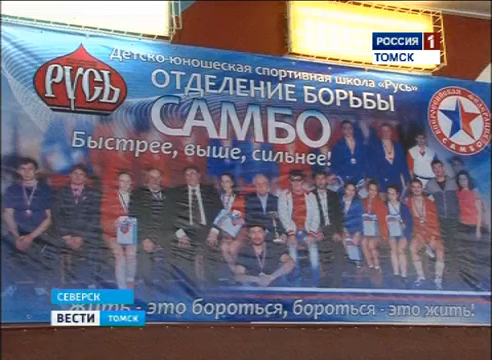 РОССИЯ 1
ТОМСК
Детско-юношеская спортивная школа «Русь»
РУСЬ
ОТДЕЛЕНИЕ БОРЬБЫ
САМБО
Быстрее, выше, сильнее!
САМБО
СЕВЕРСК
Жить - это бороться, бороться - это жить!
ВЕСТИ ТОМСК